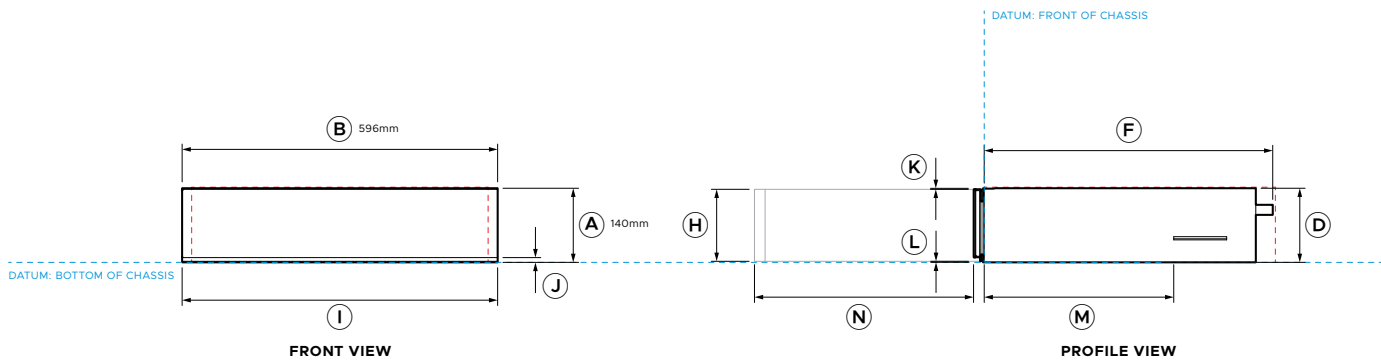 DATUM: FRONT OF CHASSIS
B 596mm
F
K
H
A 140mm
L
D
DATUM: BOTTOM OF CHASSIS
J
I
N
M
FRONT VIEW
PROFILE VIEW